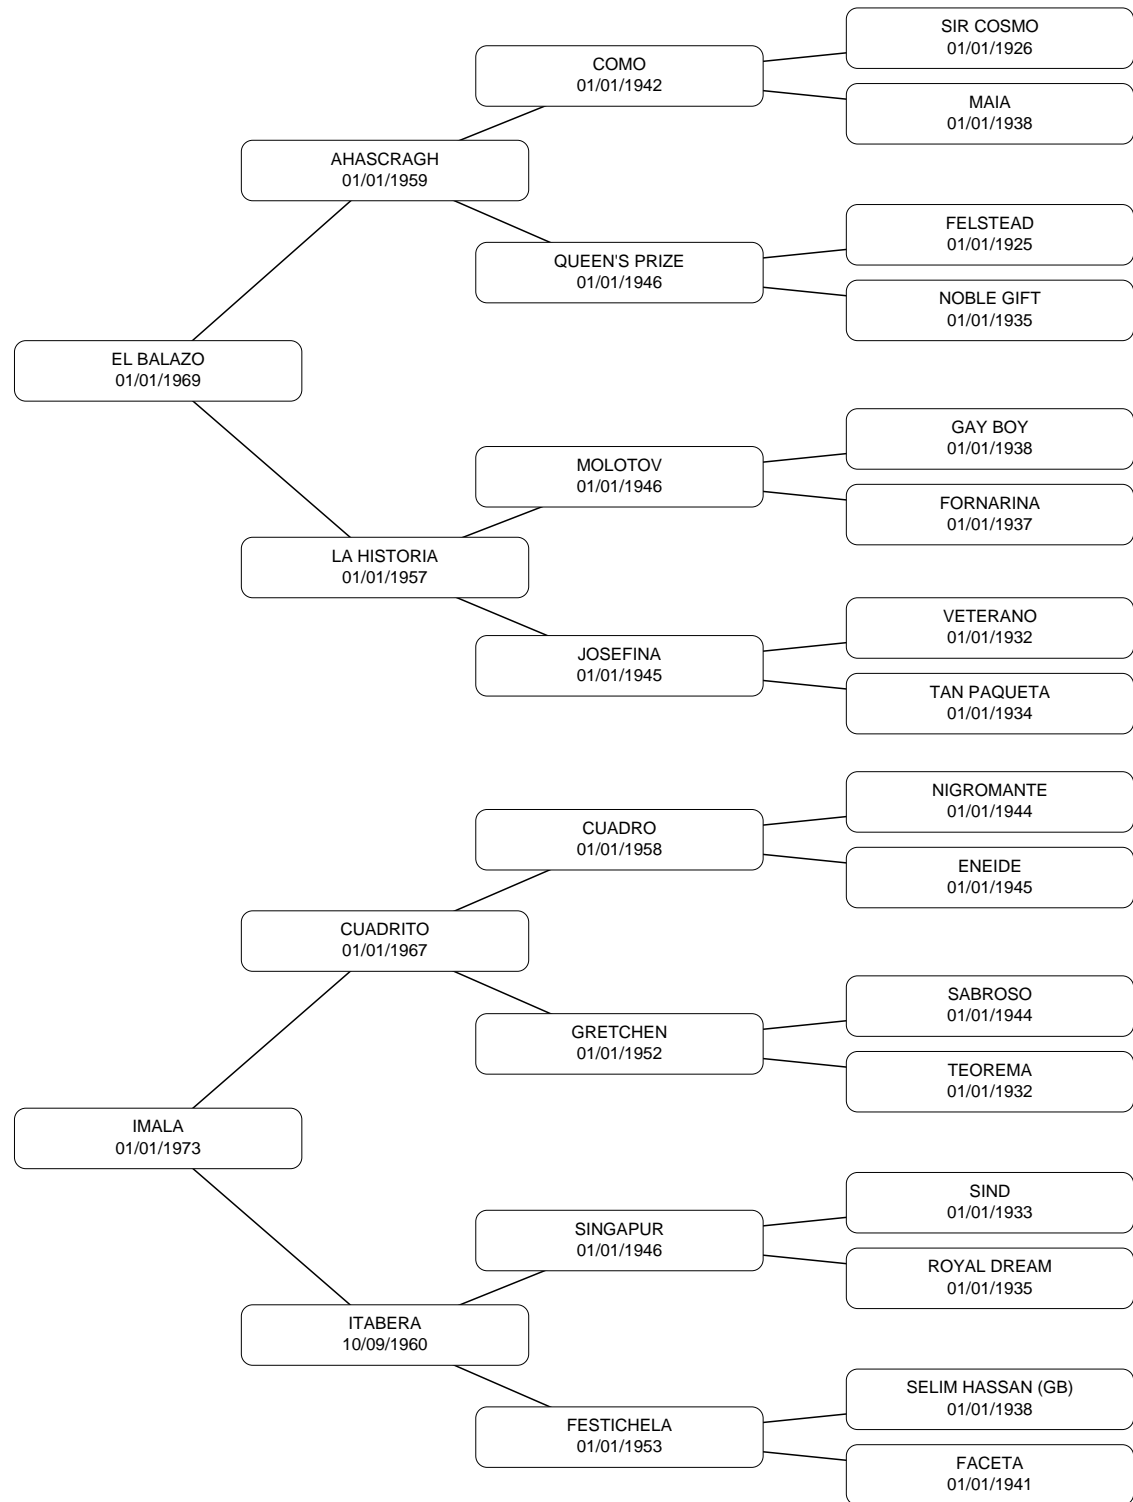 SIR COSMO
01/01/1926
COMO
01/01/1942
MAIA
01/01/1938
AHASCRAGH
01/01/1959
FELSTEAD
01/01/1925
QUEEN'S PRIZE
01/01/1946
NOBLE GIFT
01/01/1935
EL BALAZO
01/01/1969
GAY BOY
01/01/1938
MOLOTOV
01/01/1946
FORNARINA
01/01/1937
LA HISTORIA
01/01/1957
VETERANO
01/01/1932
JOSEFINA
01/01/1945
TAN PAQUETA
01/01/1934
NIGROMANTE
01/01/1944
CUADRO
01/01/1958
ENEIDE
01/01/1945
CUADRITO
01/01/1967
SABROSO
01/01/1944
GRETCHEN
01/01/1952
TEOREMA
01/01/1932
IMALA
01/01/1973
SIND
01/01/1933
SINGAPUR
01/01/1946
ROYAL DREAM
01/01/1935
ITABERA
10/09/1960
SELIM HASSAN (GB)
01/01/1938
FESTICHELA
01/01/1953
FACETA
01/01/1941